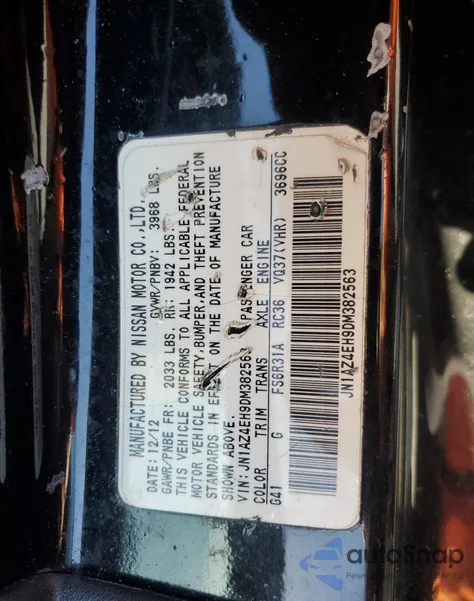 MANUFACTURED BY NISSAN MOTOR CO.,LTD.
DATE: 12/12 GVWR/PNBV: 3968 LBS.
GAWR/PNBE FR: 2033 LBS. RR: 1942 LBS.
THIS VEHICLE CONFORMS TO ALL APPLICABLE FEDERAL
MOTOR VEHICLE SAFETY, BUMPER, AND THEFT PREVENTION
STANDARDS IN EFFECT ON THE DATE OF MANUFACTURE
SHOWN ABOVE.
VIN: JN1AZ4EH9DM382563 PASSENGER CAR
COLOR TRIM TRANS AXLE ENGINE
G41 G FS6R31A RC36 VQ37(VHR) 3696CC
JN1AZ4EH9DM382563
autoSnap